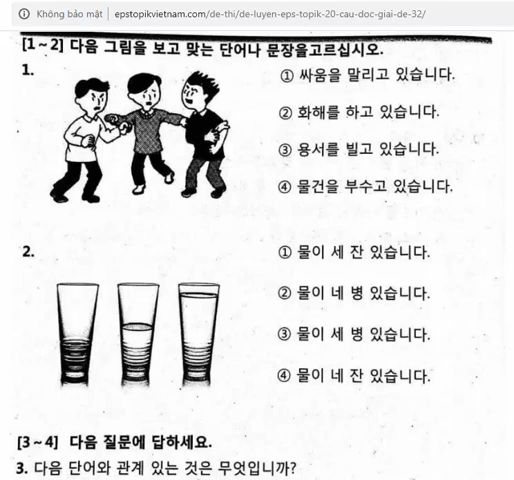 Không bảo mật | epstopikvietnam.com/de-thi/de-luyen-eps-topik-20-cau-doc-giai-de-32/
[1~2] 다음 그림을 보고 맞는 단어나 문장을고르십시오.
1.
① 싸움을 말리고 있습니다.
② 화해를 하고 있습니다.
③ 용서를 빌고 있습니다.
④ 물건을 부수고 있습니다.
2.
① 물이 세 잔 있습니다.
② 물이 네 병 있습니다.
③ 물이 세 병 있습니다.
④ 물이 네 잔 있습니다.
[3~4] 다음 질문에 답하세요.
3. 다음 단어와 관계 있는 것은 무엇입니까?